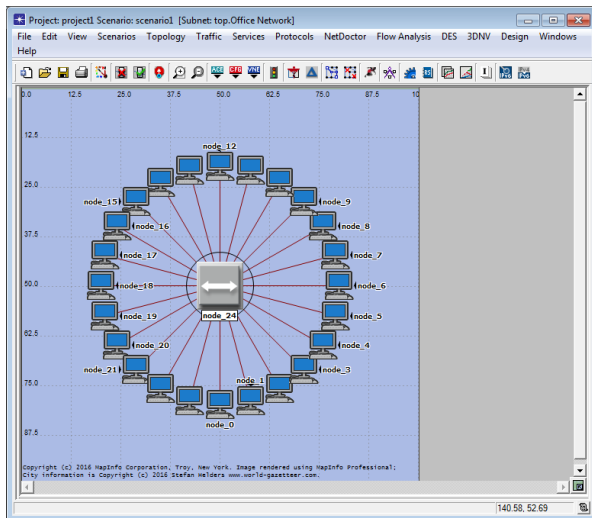 Project: project1 Scenario: scenario1 [Subnet: top.Office Network]
File Edit View Scenarios Topology Traffic Services Protocols NetDoctor Flow Analysis DES 3DNV Design Windows
Help
0.0 12.5 25.0 37.5 50.0 62.5 75.0 87.5 10
12.5
node_12
25.0
node_15 node_9
node_16 node_8
37.5
node_17 node_7
50.0
node_18 node_6
node_19 node_24 node_5
62.5
node_20 node_4
node_21 node_3
75.0
node_1
node_0
87.5
Copyright (c) 2016 MapInfo Corporation, Troy, New York. Image rendered using MapInfo Professional;
City information is Copyright (c) 2016 Stefan Helders www.world-gazetteer.com.
140.58, 52.69